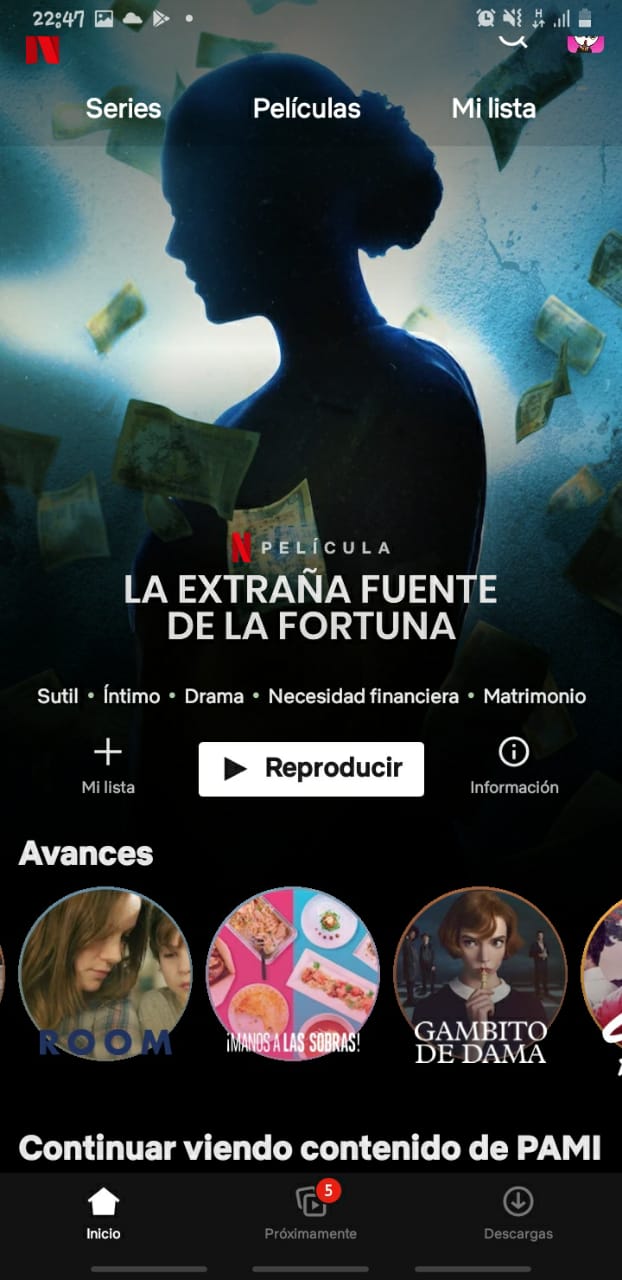 22:47
H
Series
Películas
Mi lista
N PELÍCULA
LA EXTRAÑA FUENTE
DE LA FORTUNA
Sutil • Íntimo • Drama • Necesidad financiera • Matrimonio
Mi lista
Reproducir
Información
Avances
ROOM
¡MANOS A LAS SOBRAS!
GAMBITO
DE DAMA
Continuar viendo contenido de PAMI
5
Inicio
Próximamente
Descargas